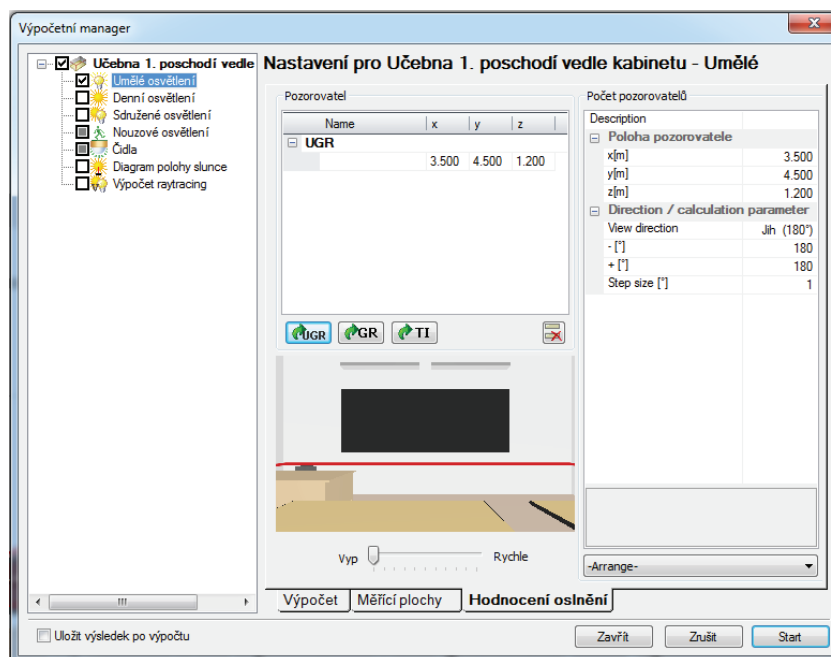 Výpočetní manager
Učebna 1. poschodí vedle
Umělé osvětlení
Denní osvětlení
Sdružené osvětlení
Nouzové osvětlení
Čidla
Diagram polohy slunce
Výpočet raytracing
Nastavení pro Učebna 1. poschodí vedle kabinetu - Umělé
Pozorovatel
Name x y z
UGR
3.500 4.500 1.200
UGR GR TI
Vyp Rychle
Počet pozorovatelů
Description
Poloha pozorovatele
x[m] 3.500
y[m] 4.500
z[m] 1.200
Direction / calculation parameter
View direction Jih (180°)
- [°] 180
+ [°] 180
Step size [°] 1
-Arrange-
Výpočet Měřící plochy Hodnocení oslnění
Uložit výsledek po výpočtu
Zavřít Zrušit Start